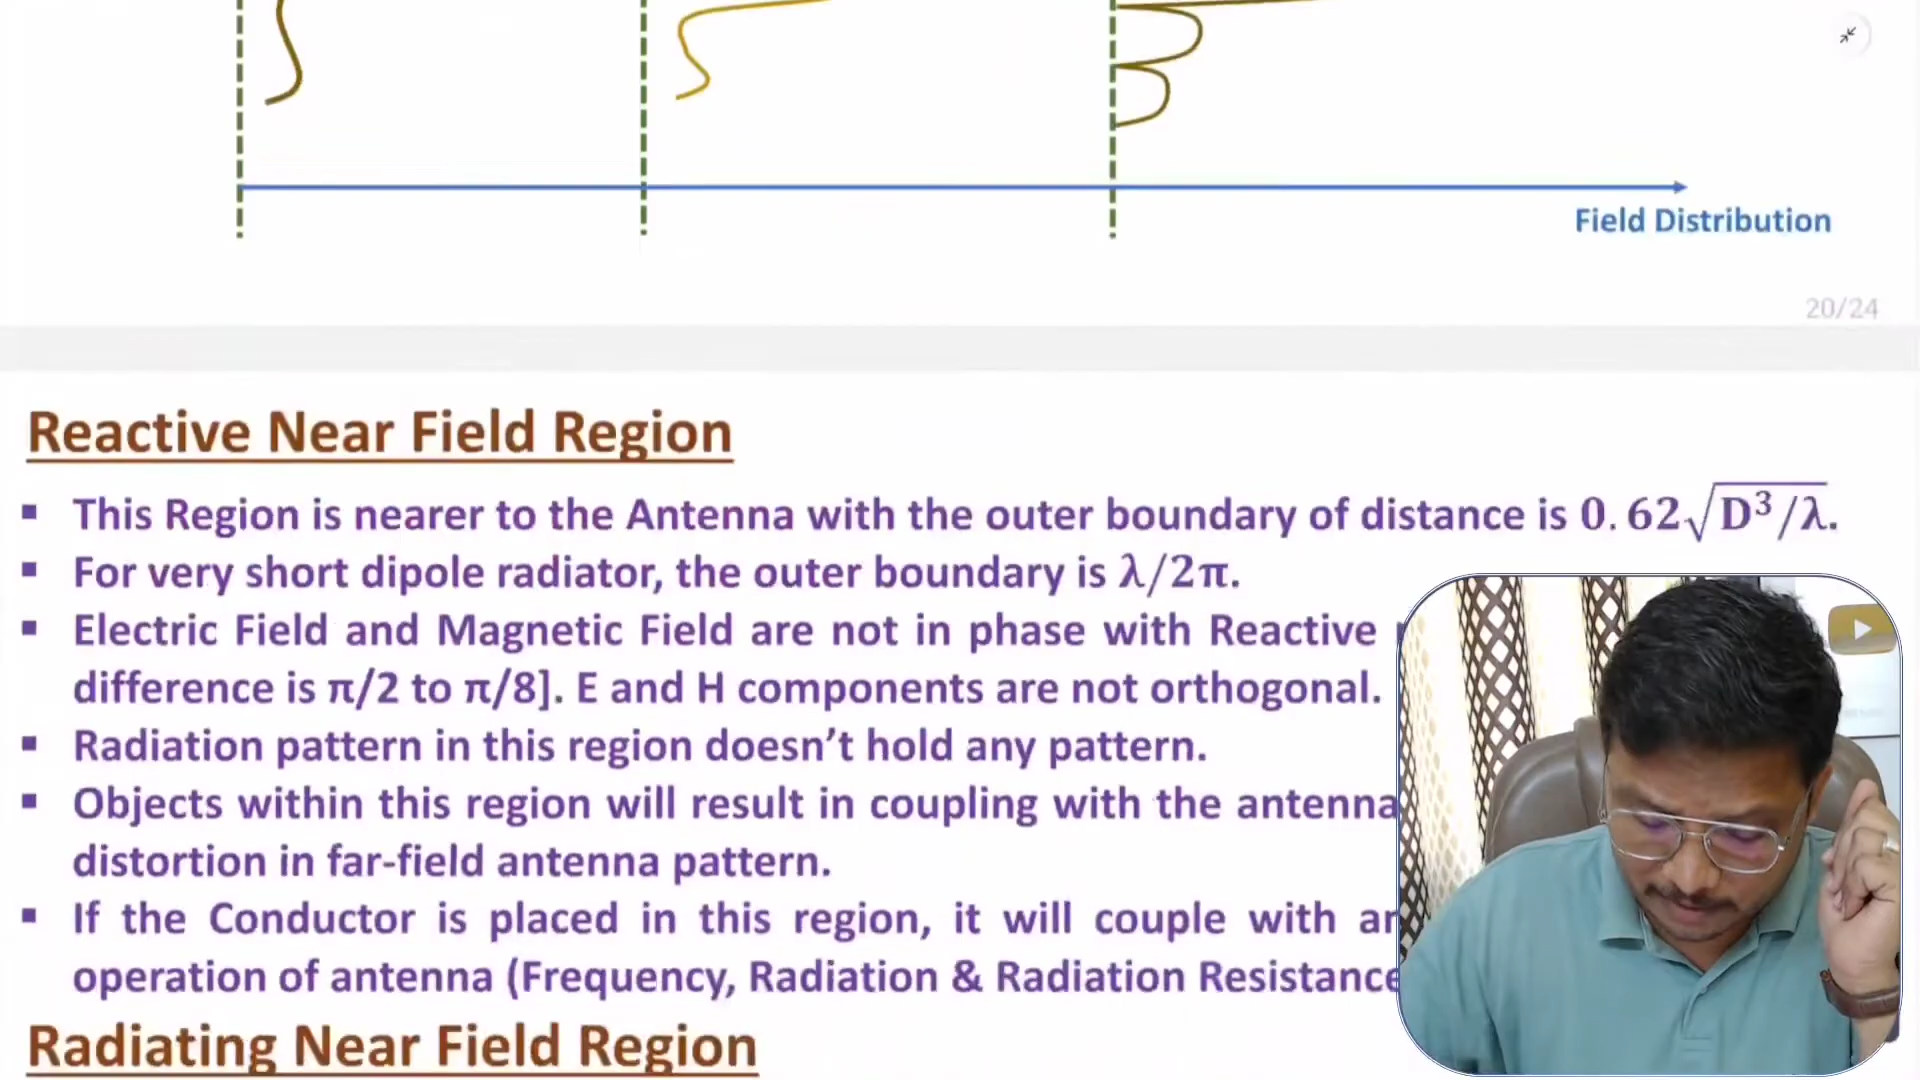 Field Distribution
20/24
Reactive Near Field Region
▪ This Region is nearer to the Antenna with the outer boundary of distance is 0.62√D³/λ.
▪ For very short dipole radiator, the outer boundary is λ/2π.
▪ Electric Field and Magnetic Field are not in phase with Reactive
difference is π/2 to π/8]. E and H components are not orthogonal.
▪ Radiation pattern in this region doesn't hold any pattern.
▪ Objects within this region will result in coupling with the antenna
distortion in far-field antenna pattern.
▪ If the Conductor is placed in this region, it will couple with
operation of antenna (Frequency, Radiation & Radiation Resistance
Radiating Near Field Region